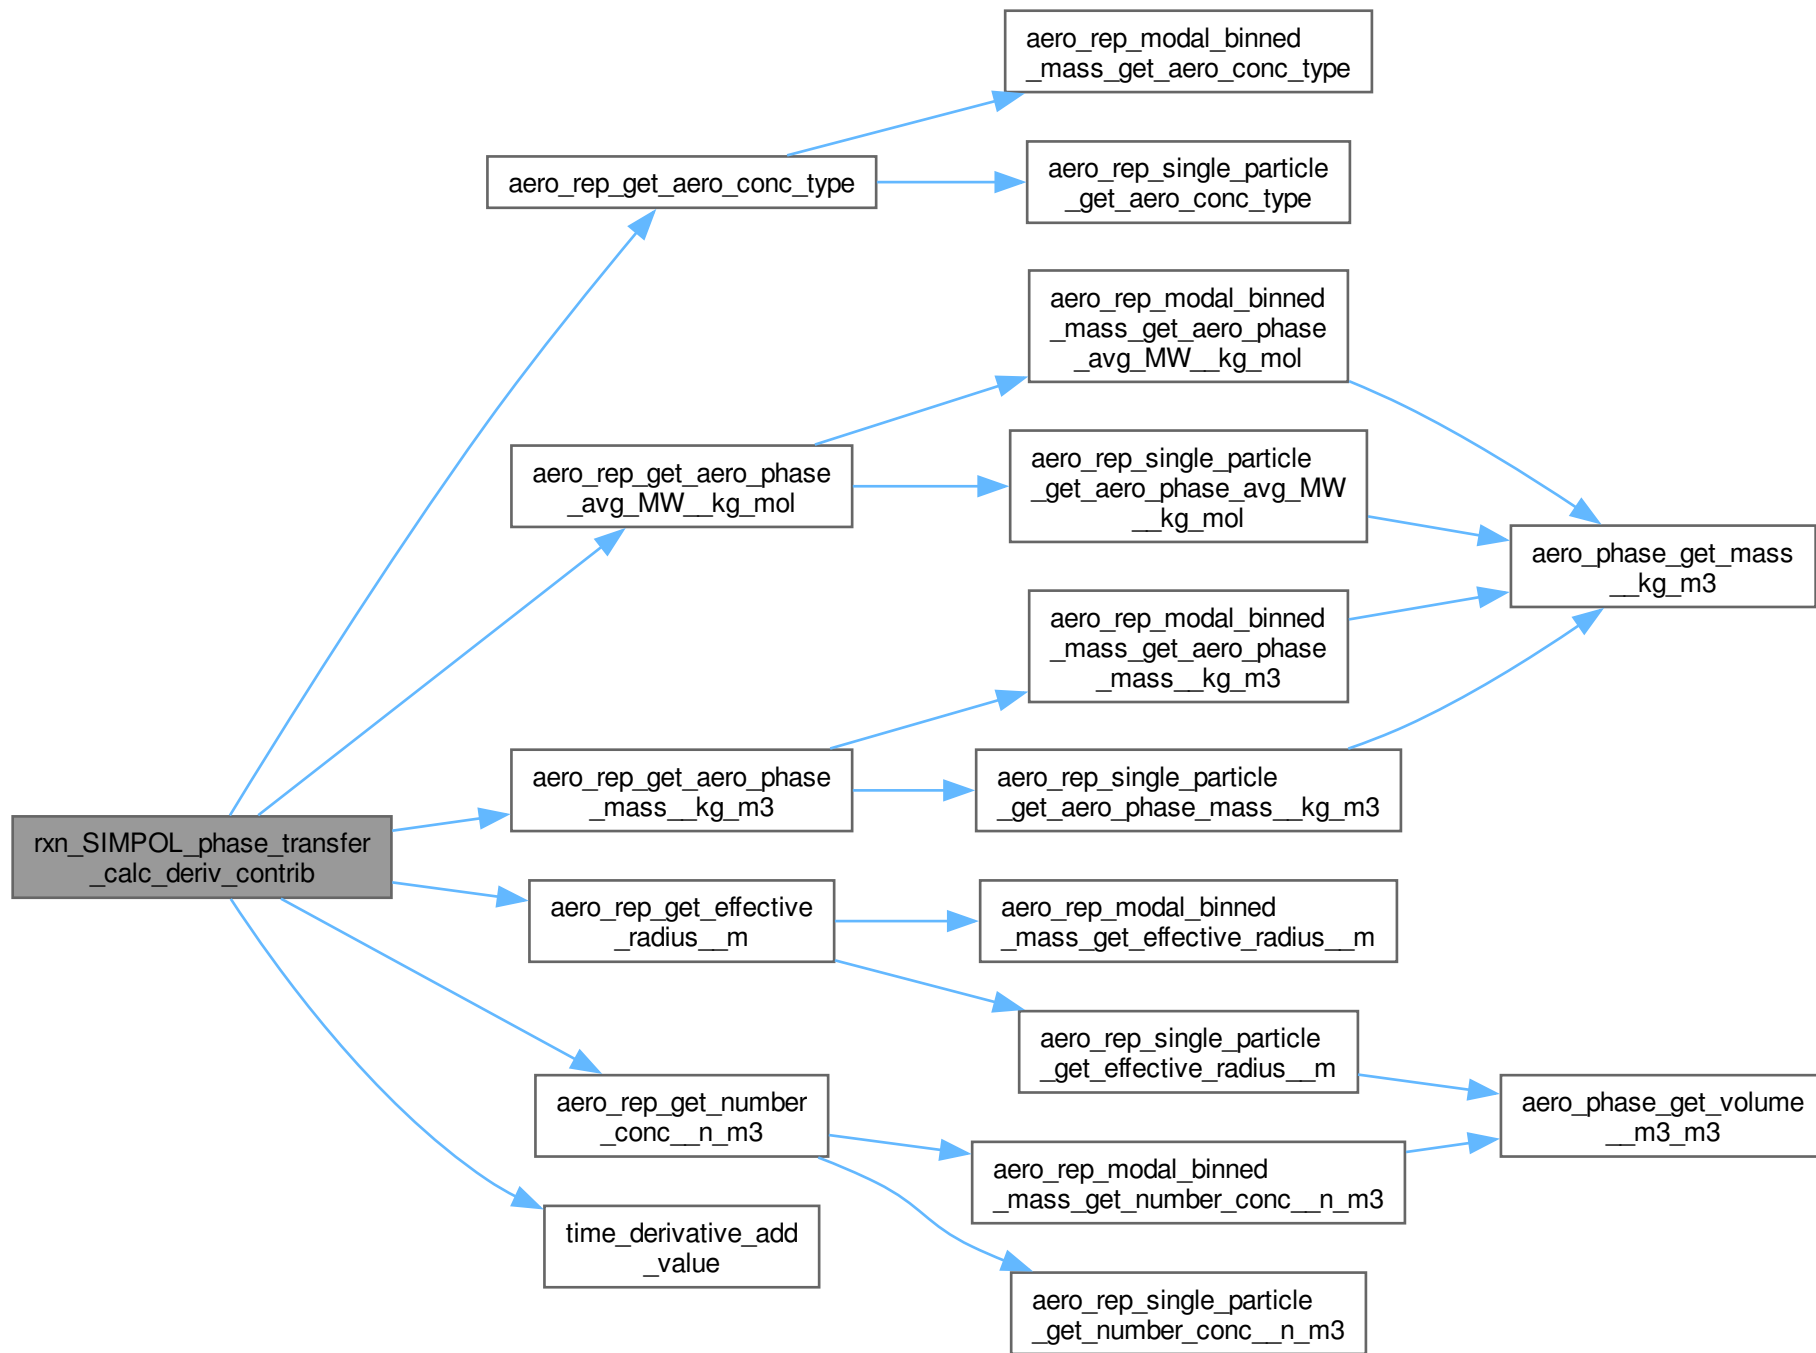 aero_rep_modal_binned
_mass_get_aero_conc_type
aero_rep_get_aero_conc_type
aero_rep_single_particle
_get_aero_conc_type
aero_rep_modal_binned
_mass_get_aero_phase
_avg_MW__kg_mol
aero_rep_get_aero_phase
_avg_MW__kg_mol
aero_rep_single_particle
_get_aero_phase_avg_MW
__kg_mol
aero_phase_get_mass
__kg_m3
aero_rep_modal_binned
_mass_get_aero_phase
_mass__kg_m3
aero_rep_get_aero_phase
_mass__kg_m3
aero_rep_single_particle
_get_aero_phase_mass__kg_m3
rxn_SIMPOL_phase_transfer
_calc_deriv_contrib
aero_rep_get_effective
_radius__m
aero_rep_modal_binned
_mass_get_effective_radius__m
aero_rep_single_particle
_get_effective_radius__m
aero_rep_get_number
_conc__n_m3
aero_phase_get_volume
__m3_m3
aero_rep_modal_binned
_mass_get_number_conc__n_m3
time_derivative_add
_value
aero_rep_single_particle
_get_number_conc__n_m3